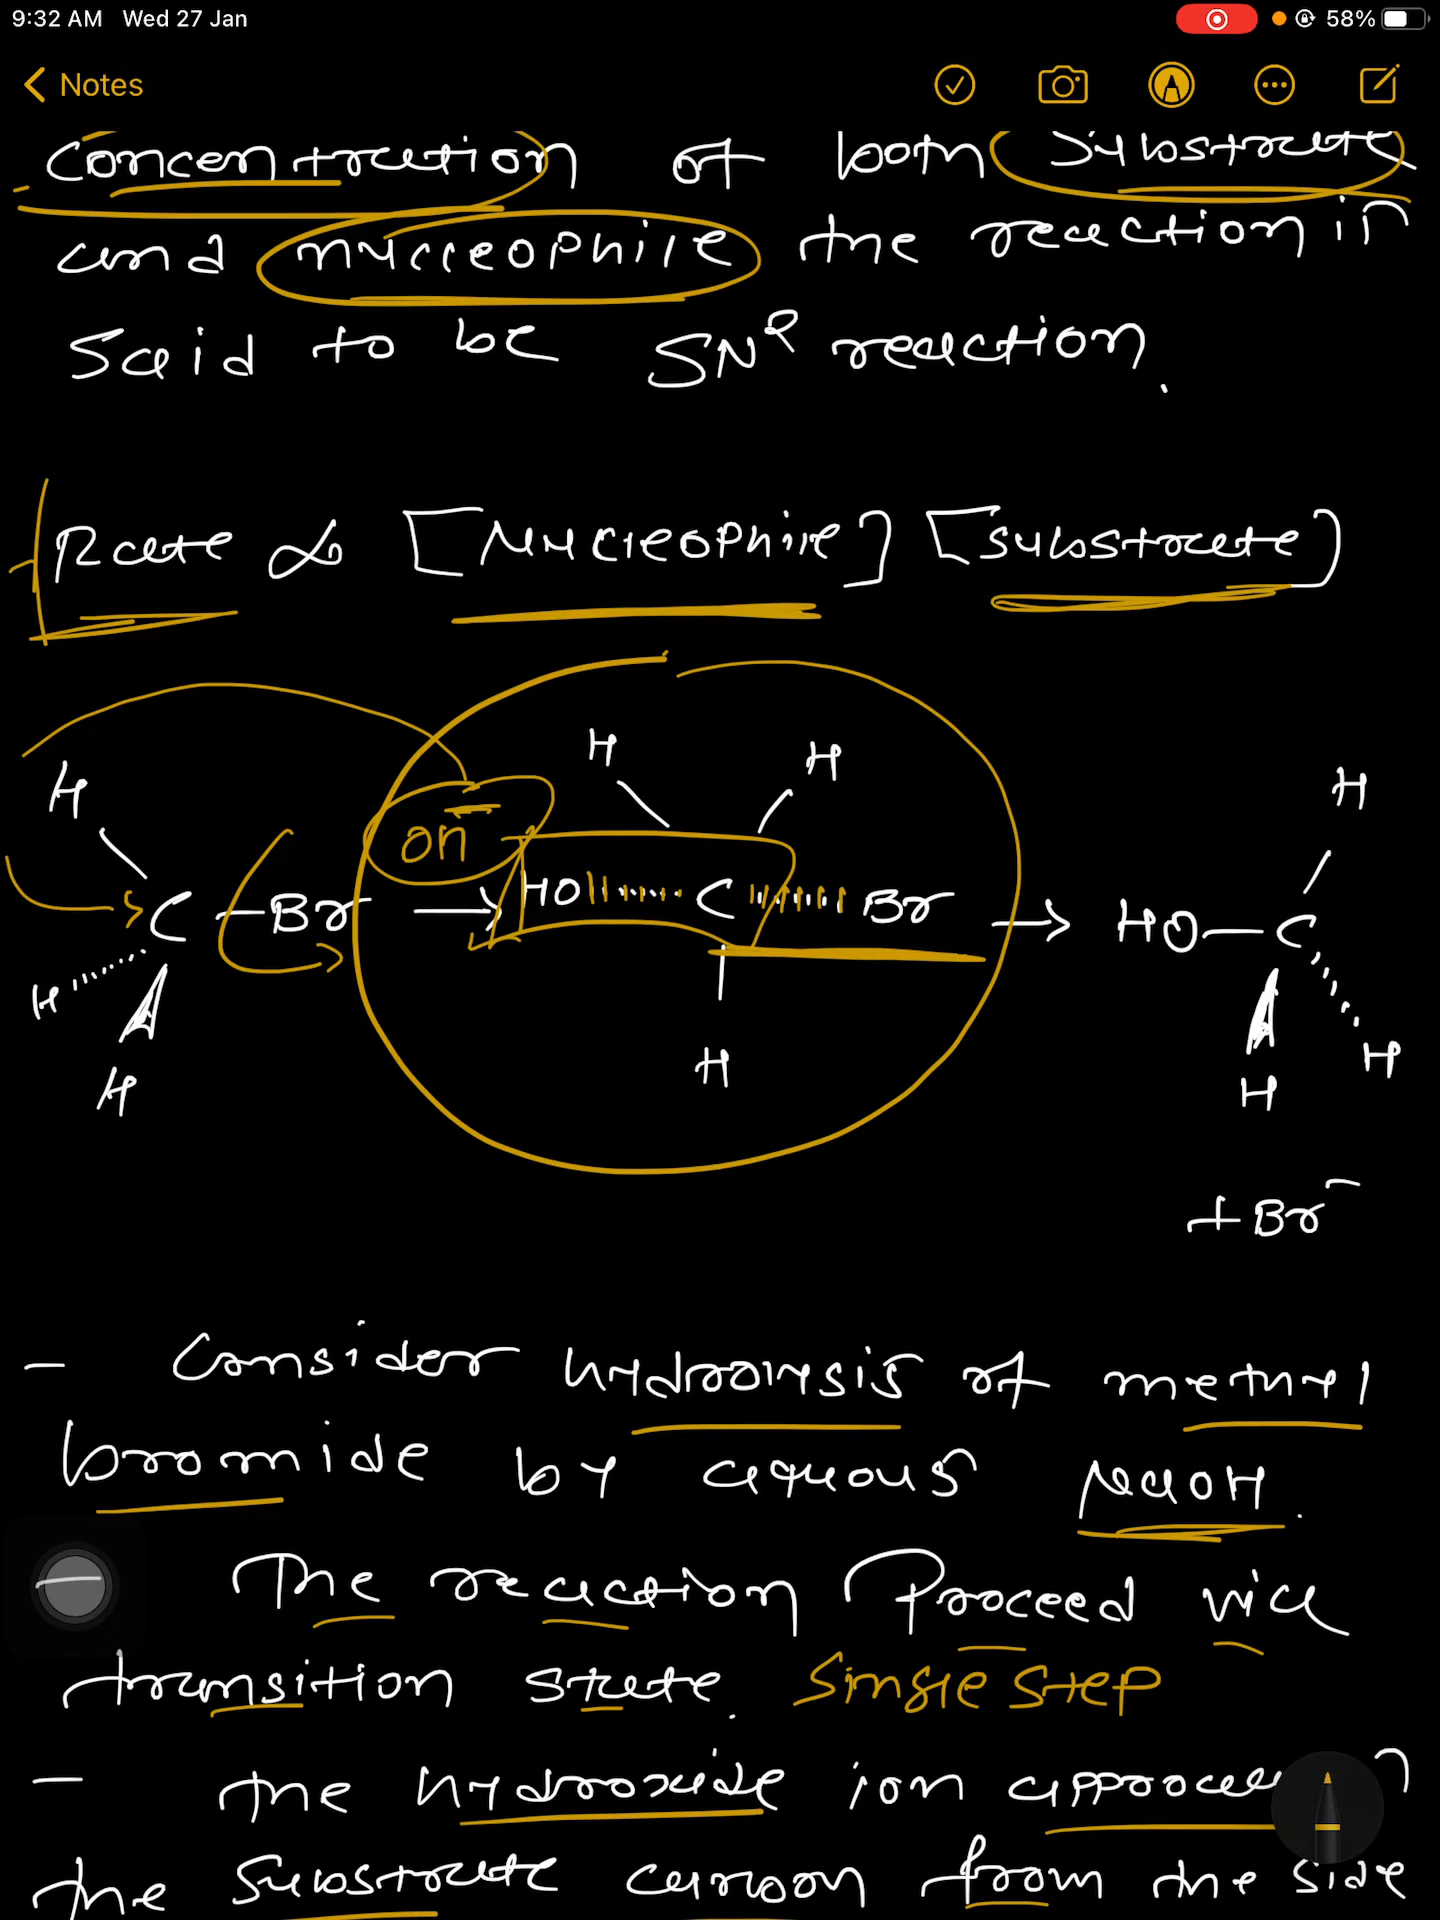 9:32 AM Wed 27 Jan 58%
Notes
Concentration of both substrate
and nucleophile the reaction is
said to be SN² reaction.
Rate ∝ [Nucleophile] [substrate]
H H H H
OH⁻
C-Br → HO C Br → HO-C
H H H H H
+Br⁻
- Consider hydrolysis of methyl
bromide by aqueous NaOH.
- The reaction Proceed via
transition state. Single step
- the hydroxide ion
the substrate carbon from the side